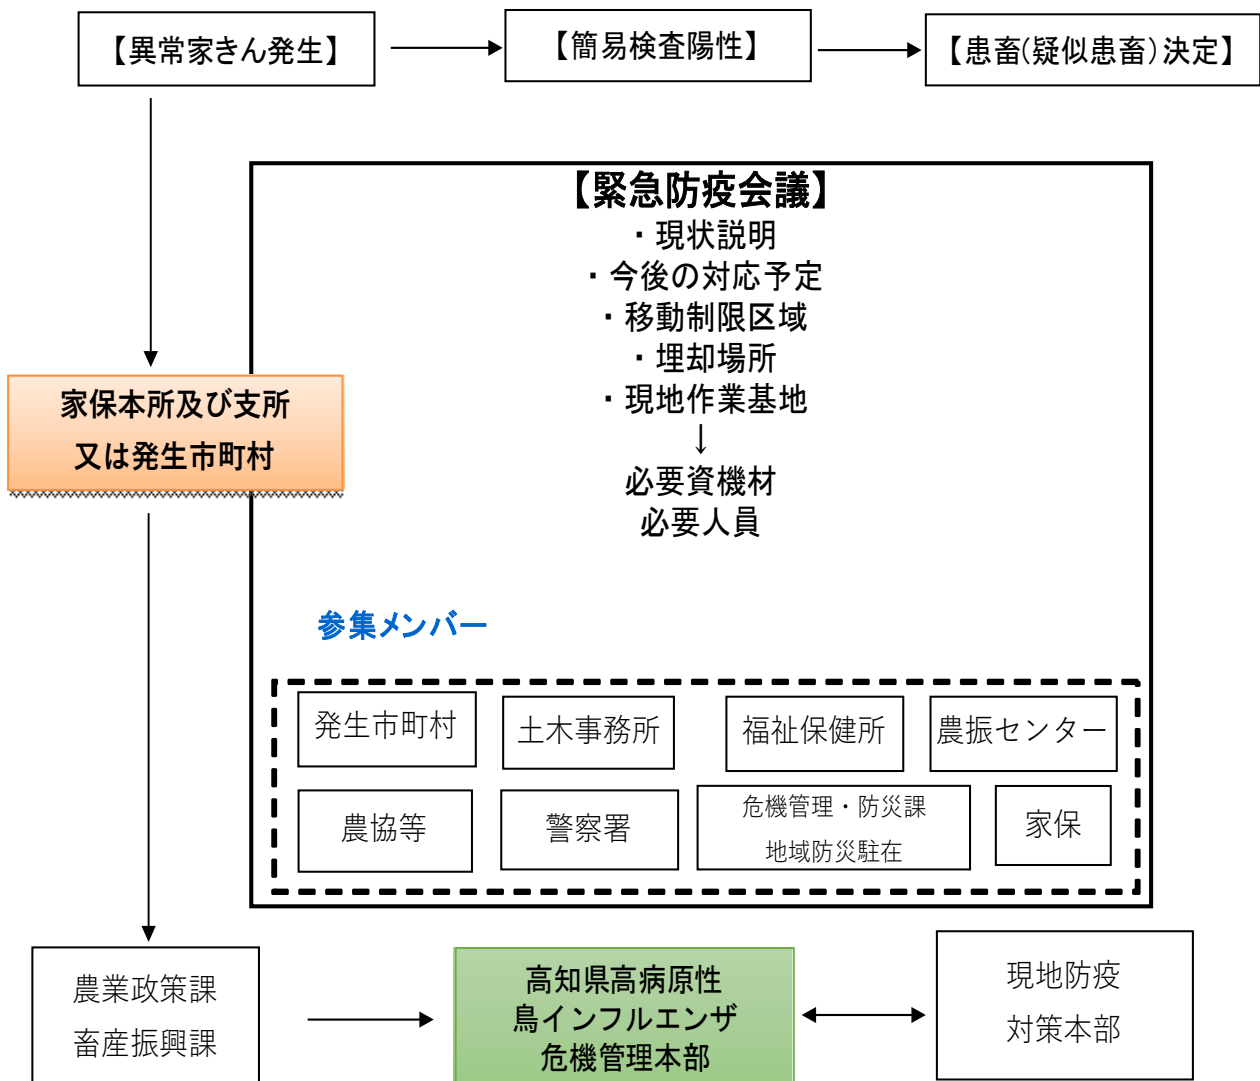 【異常家きん発生】
【簡易検査陽性】
【患畜(疑似患畜)決定】
【緊急防疫会議】
・現状説明
・今後の対応予定
・移動制限区域
・埋却場所
・現地作業基地
↓
必要資機材
必要人員
家保本所及び支所
又は発生市町村
参集メンバー
発生市町村
土木事務所
福祉保健所
農振センター
農協等
警察署
危機管理・防災課
地域防災駐在
家保
農業政策課
畜産振興課
高知県高病原性
鳥インフルエンザ
危機管理本部
現地防疫
対策本部